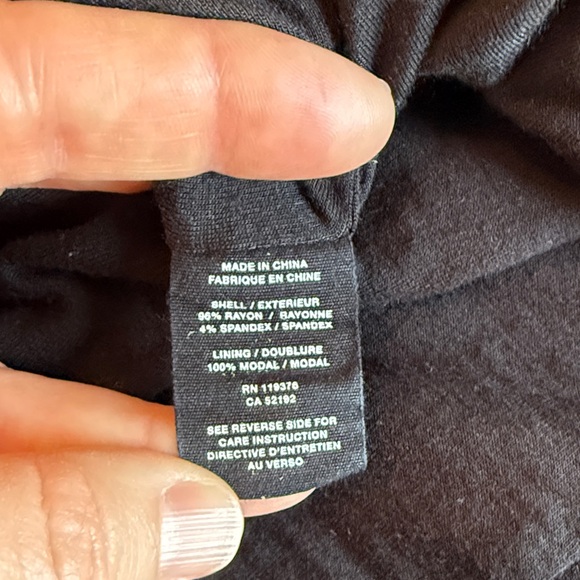 MADE IN CHINA
FABRIQUE EN CHINE
SHELL / EXTERIEUR
96% RAYON / RAYONNE
4% SPANDEX / SPANDEX
LINING / DOUBLURE
100% MODAL / MODAL
RN 119376
CA 52192
SEE REVERSE SIDE FOR
CARE INSTRUCTION
DIRECTIVE D'ENTRETIEN
AU VERSO